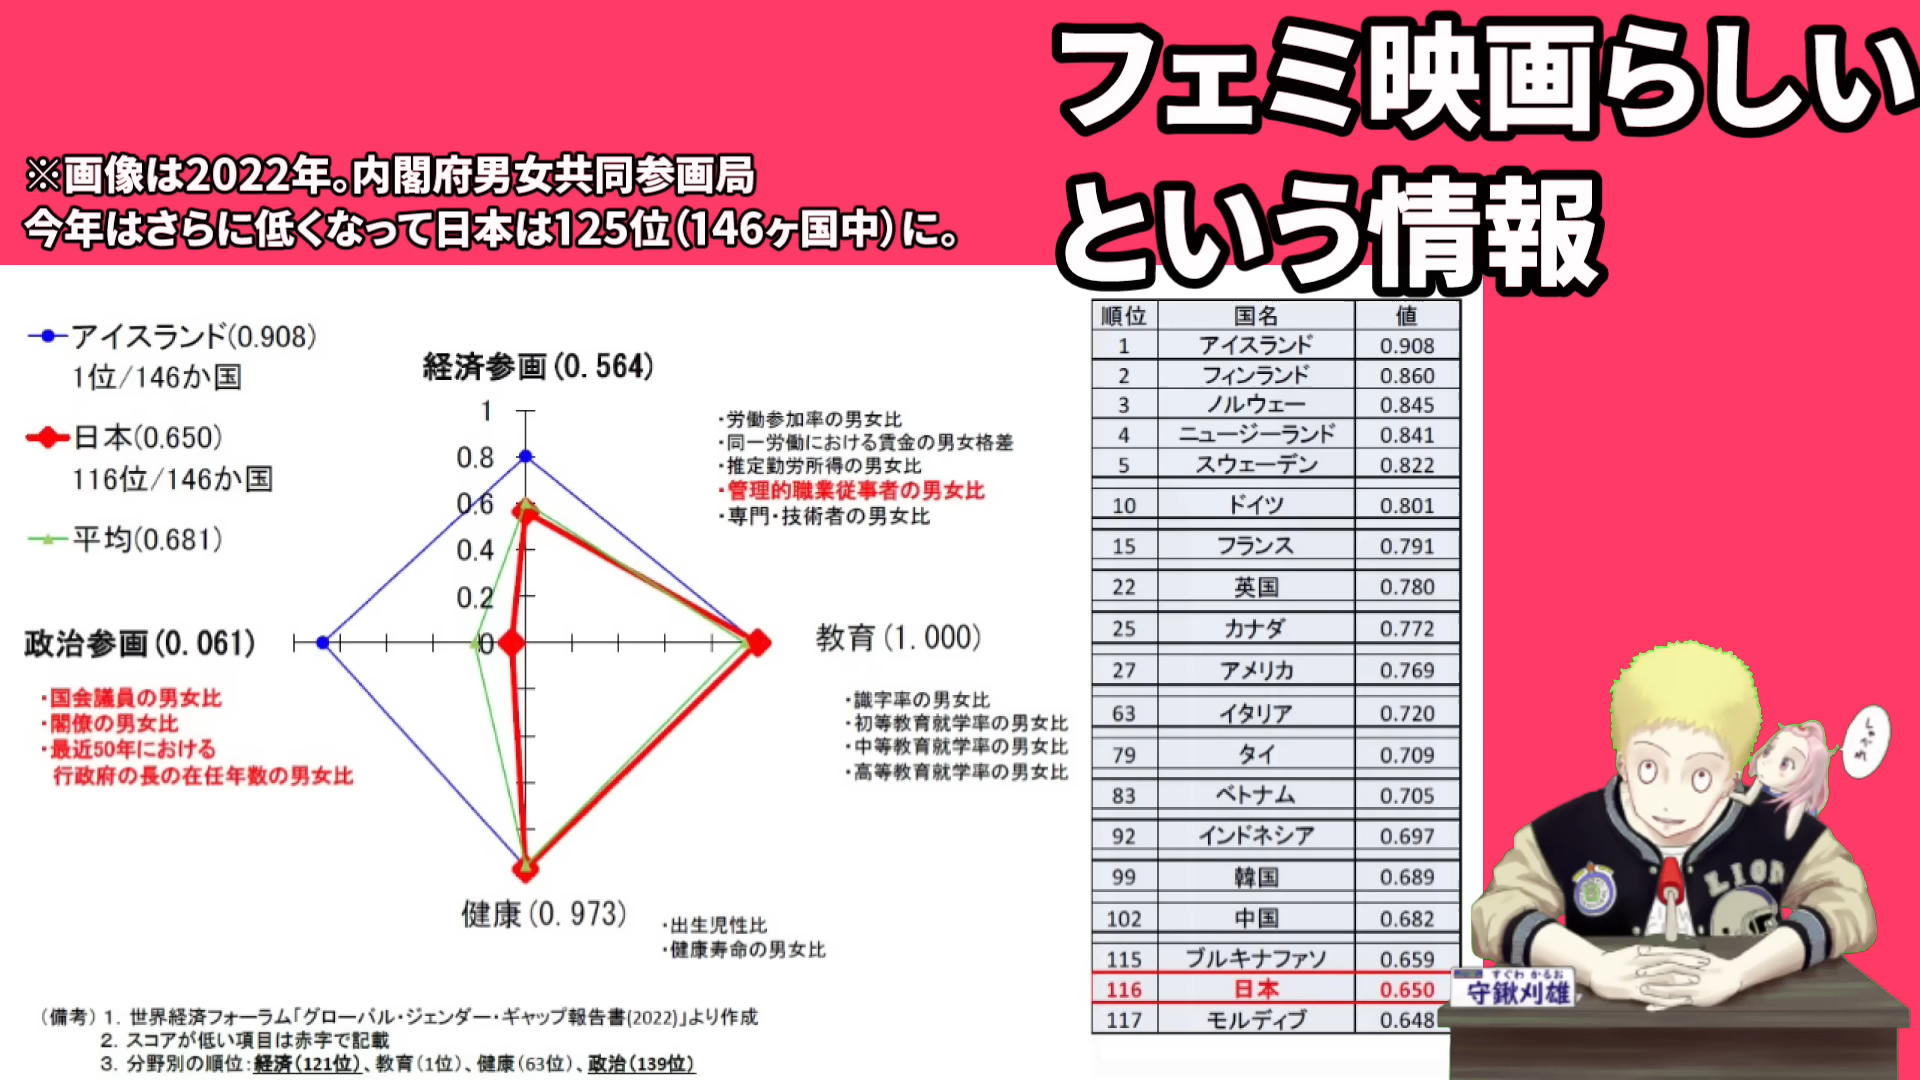 フェミ映画らしい
という情報
※画像は2022年。内閣府男女共同参画局
今年はさらに低くなって日本は125位(146ヶ国中)に。
アイスランド(0.908)
1位/146か国
日本(0.650)
116位/146か国
平均(0.681)
経済参画(0.564)
1
0.8
0.6
0.4
0.2
0
・労働参加率の男女比
・同一労働における賃金の男女格差
・推定勤労所得の男女比
・管理的職業従事者の男女比
・専門・技術者の男女比
政治参画(0.061)
・国会議員の男女比
・閣僚の男女比
・最近50年における
行政府の長の在任年数の男女比
教育(1.000)
・識字率の男女比
・初等教育就学率の男女比
・中等教育就学率の男女比
・高等教育就学率の男女比
健康(0.973)
・出生児性比
・健康寿命の男女比
(備考) 1. 世界経済フォーラム「グローバル・ジェンダー・ギャップ報告書(2022)」より作成
2. スコアが低い項目は赤字で記載
3. 分野別の順位:経済(121位)、教育(1位)、健康(63位)、政治(139位)
順位 国名 値
1 アイスランド 0.908
2 フィンランド 0.860
3 ノルウェー 0.845
4 ニュージーランド 0.841
5 スウェーデン 0.822
10 ドイツ 0.801
15 フランス 0.791
22 英国 0.780
25 カナダ 0.772
27 アメリカ 0.769
63 イタリア 0.720
79 タイ 0.709
83 ベトナム 0.705
92 インドネシア 0.697
99 韓国 0.689
102 中国 0.682
115 ブルキナファソ 0.659
116 日本 0.650
117 モルディブ 0.648
しゃがれ
LION
すぐわ かるお
守鍬刈雄